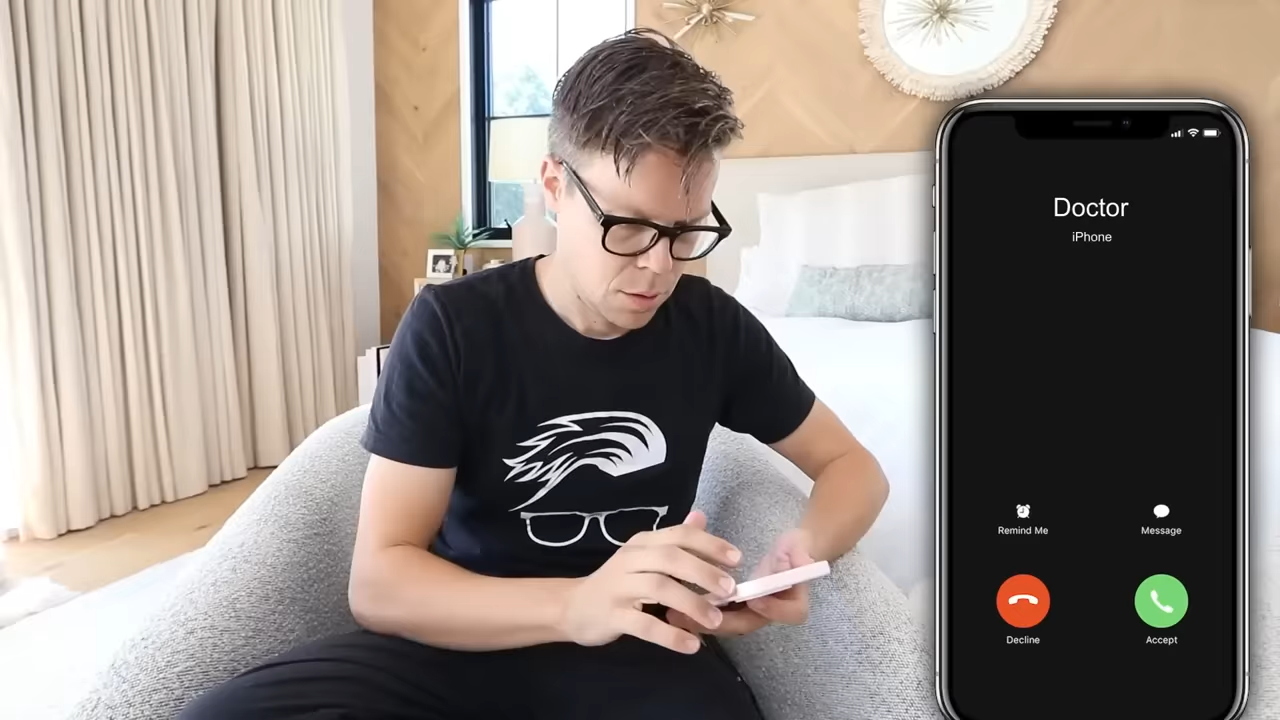 Doctor
iPhone
Remind Me
Message
Decline
Accept